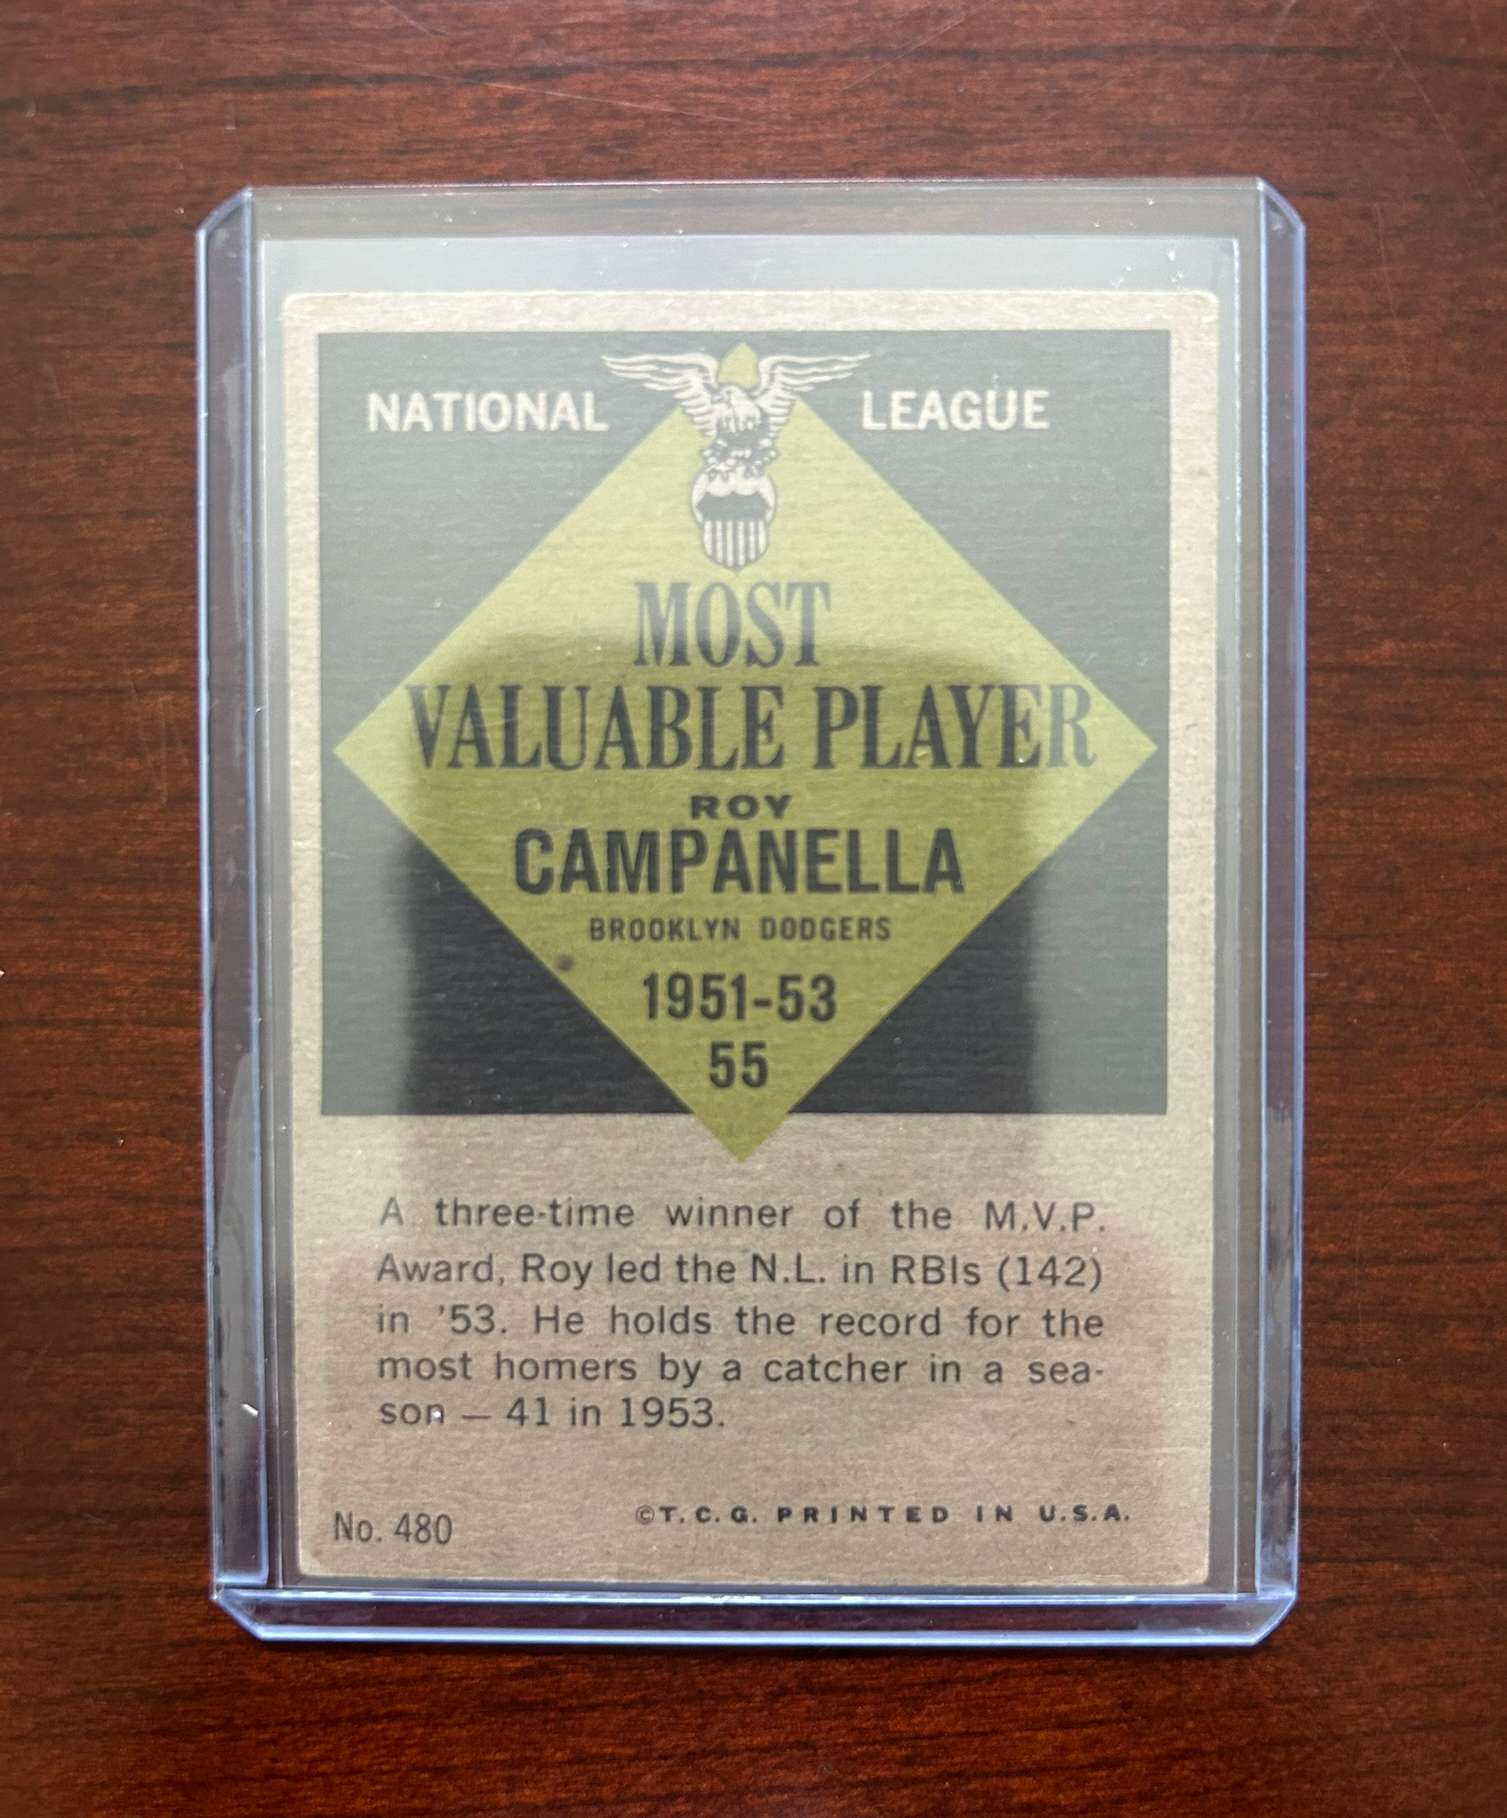 NATIONAL LEAGUE
MOST
VALUABLE PLAYER
ROY
CAMPANELLA
BROOKLYN DODGERS
1951-53
55
A three-time winner of the M.V.P.
Award, Roy led the N.L. in RBIs (142)
in '53. He holds the record for the
most homers by a catcher in a sea-
son — 41 in 1953.
No. 480 ©T.C.G. PRINTED IN U.S.A.